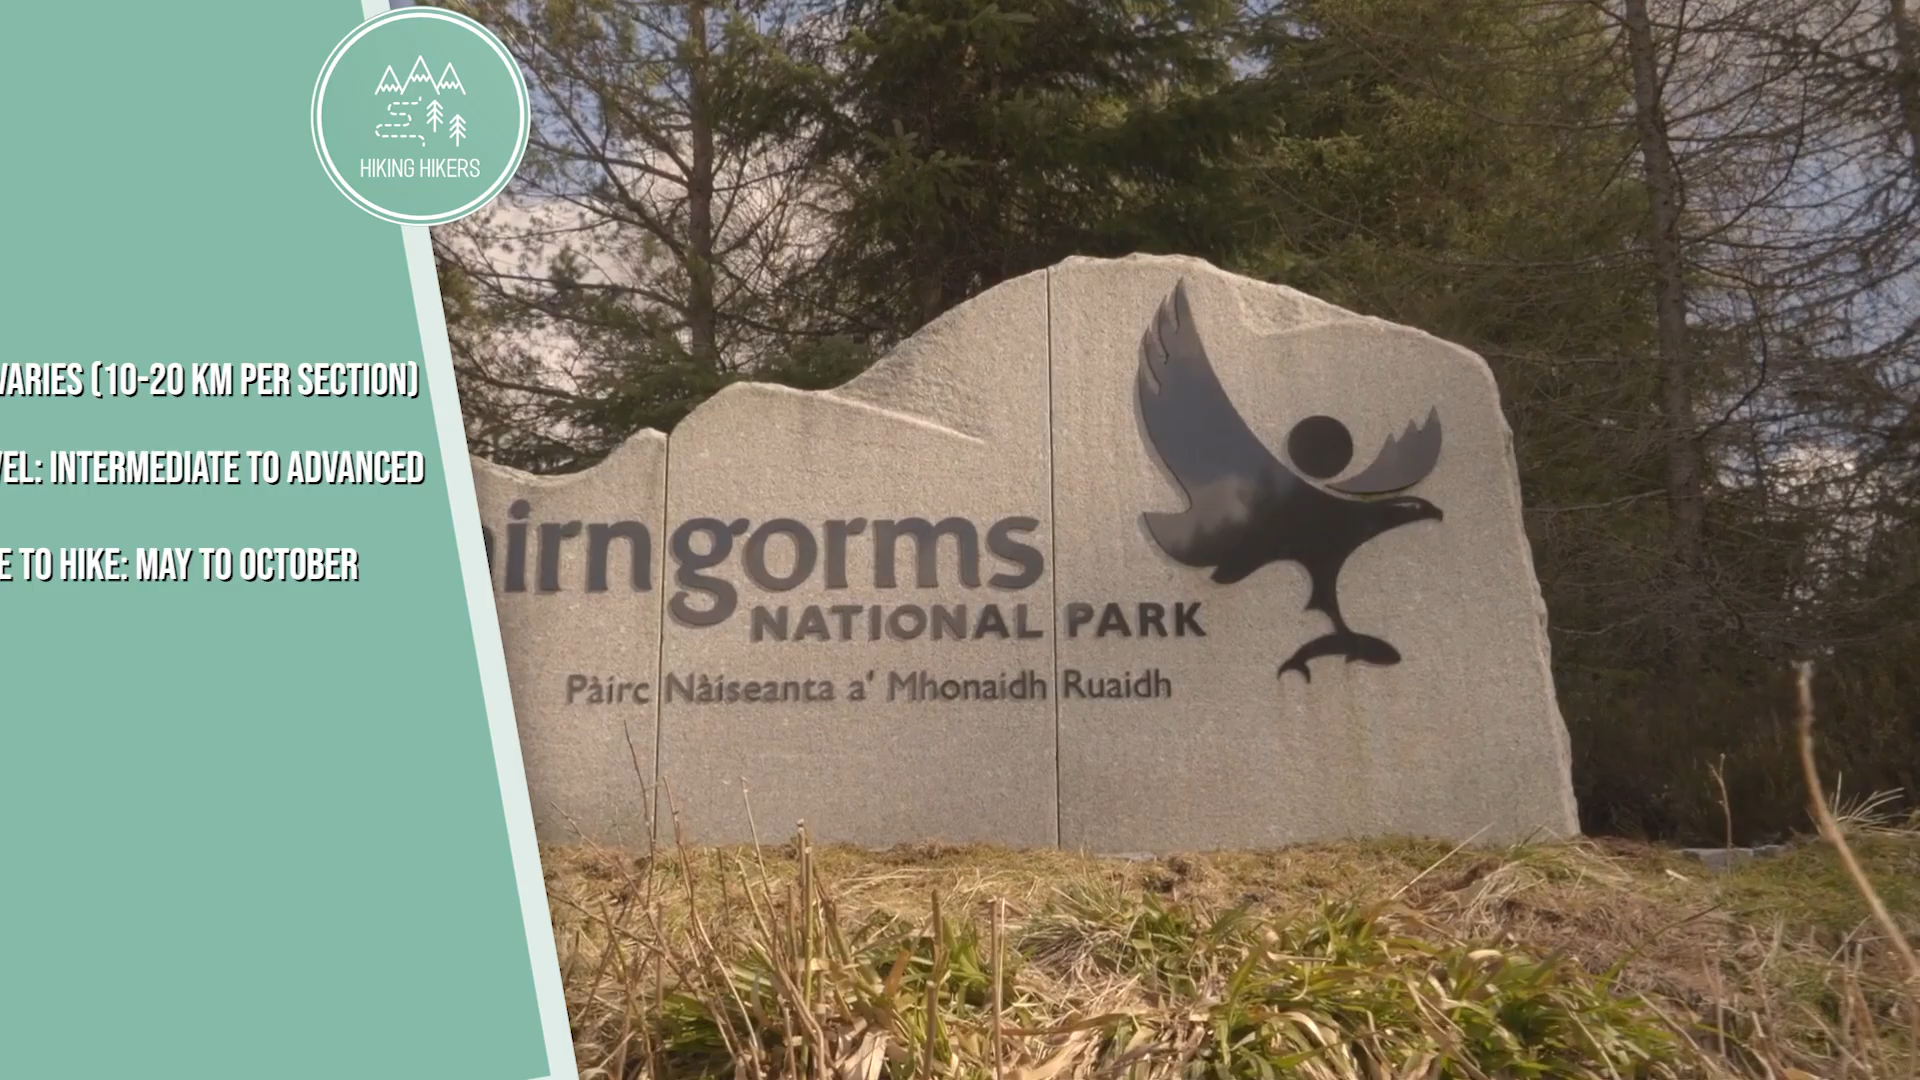 HIKING HIKERS
VARIES (10-20 KM PER SECTION)
VEL: INTERMEDIATE TO ADVANCED
E TO HIKE: MAY TO OCTOBER
irngorms
NATIONAL PARK
Pàirc Nàiseanta a' Mhonaidh Ruaidh